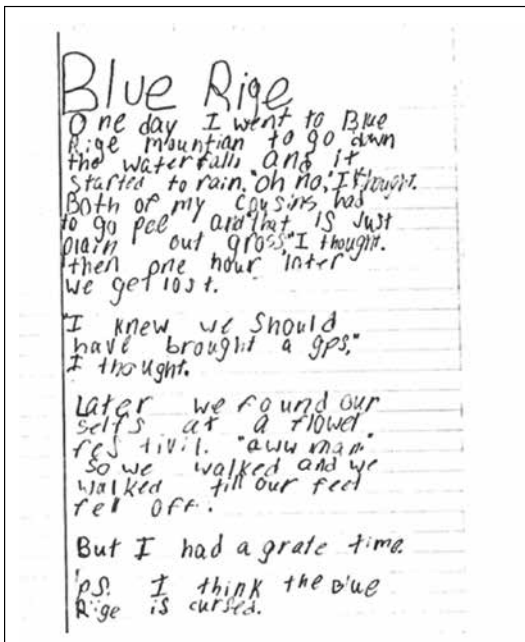 Blue Rige
One day I went to Blue
Rige mountian to go down
the waterfalls and it
started to rain. "oh no," I thought.
Both of my cousins had
to go pee and "that is just
plain out gross" I thought.
then one hour later
we get lost.
"I knew we Should
have brought a gps."
I thought.
Later we found our
selfs at a flower
festivil. "aww man"
So we walked and we
walked till our feet
fell off.
But I had a grate time.
ps. I think the Blue
Rige is cursed.